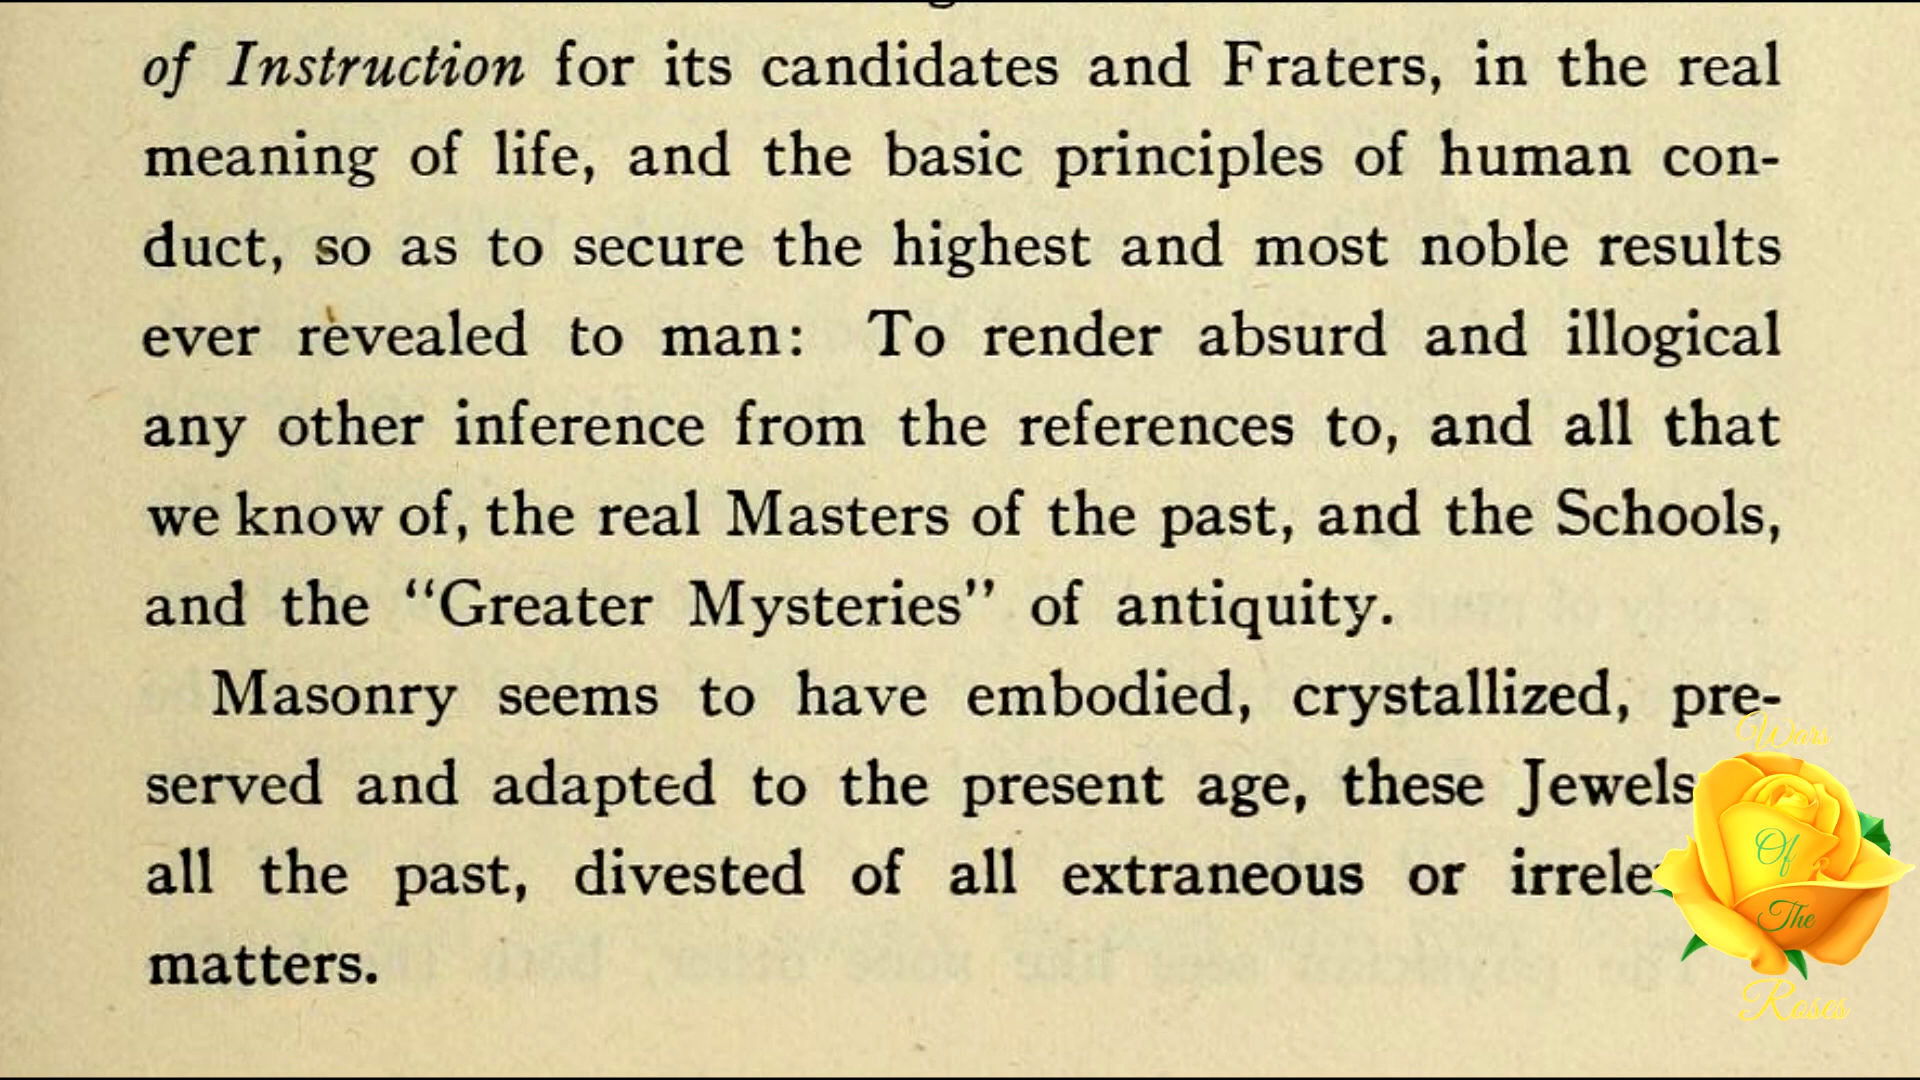 of Instruction for its candidates and Fraters, in the real
meaning of life, and the basic principles of human con-
duct, so as to secure the highest and most noble results
ever revealed to man: To render absurd and illogical
any other inference from the references to, and all that
we know of, the real Masters of the past, and the Schools,
and the “Greater Mysteries” of antiquity.
Masonry seems to have embodied, crystallized, pre-
served and adapted to the present age, these Jewels
all the past, divested of all extraneous or
matters.
Wars
Of
The
Roses